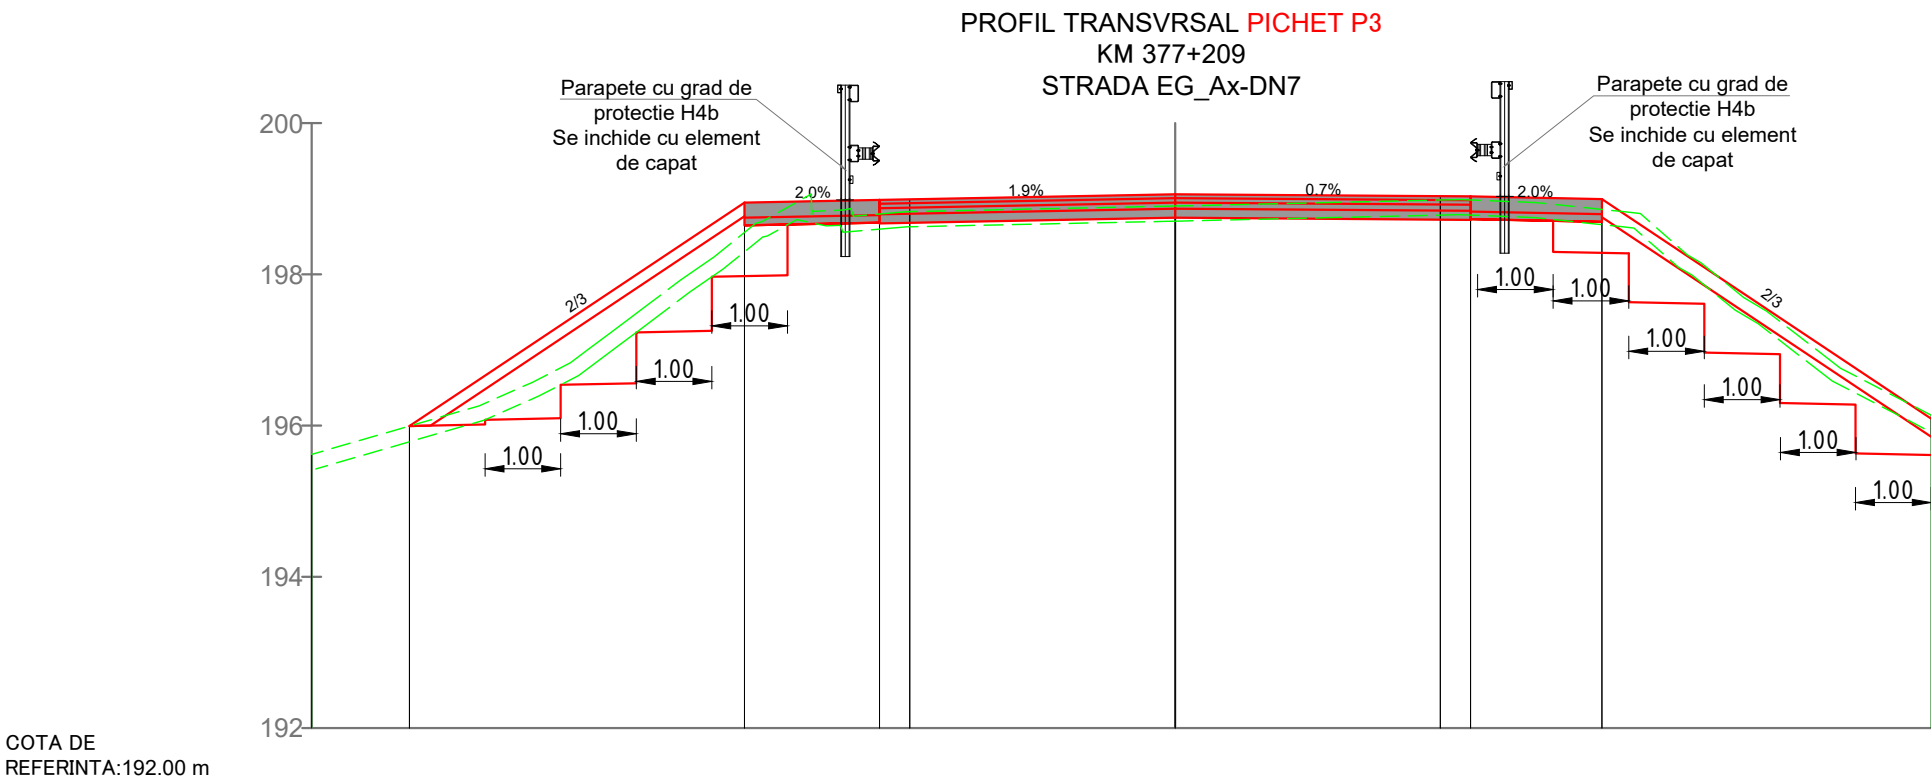 PROFIL TRANSVRSAL PICHET P3
KM 377+209
STRADA EG_Ax-DN7
Parapete cu grad de
protectie H4b
Se inchide cu element
de capat
Parapete cu grad de
protectie H4b
Se inchide cu element
de capat
200
198
196
194
192
2.0%
1.9%
0.7%
2.0%
2/3
2/3
1.00
1.00
1.00
1.00
1.00
1.00
1.00
1.00
1.00
1.00
COTA DE
REFERINTA:192.00 m